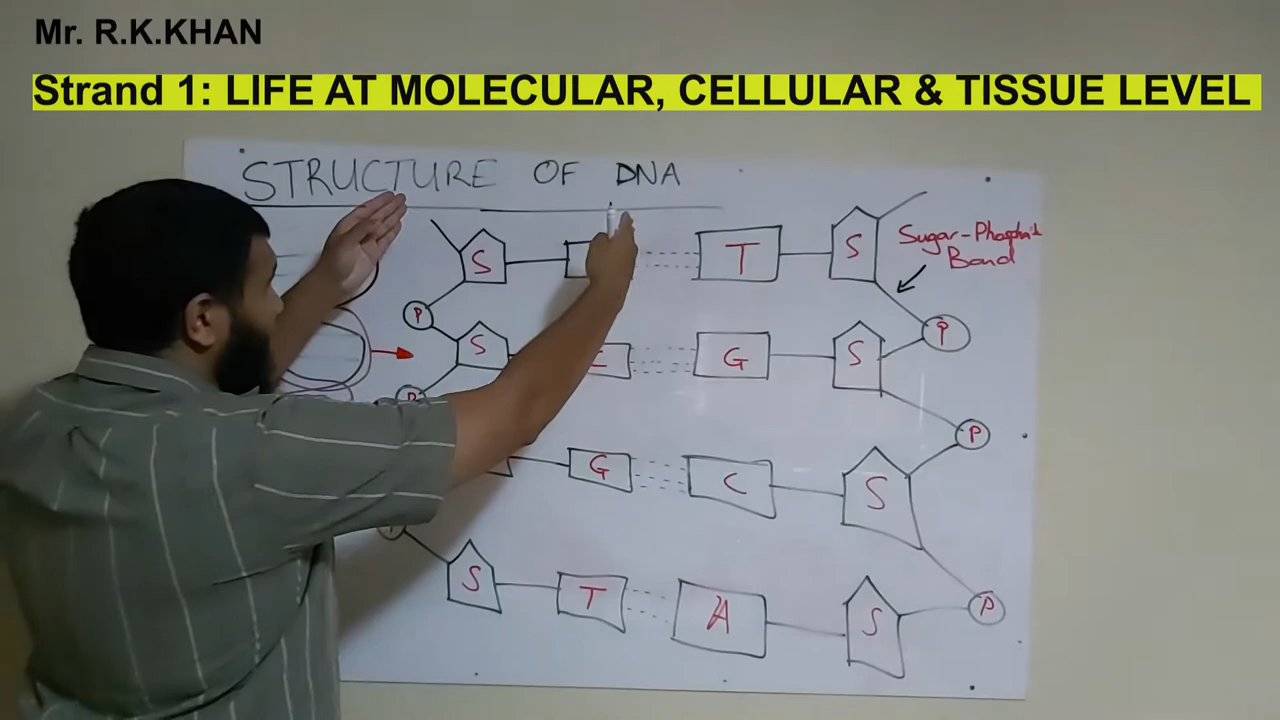 Mr. R.K.KHAN
Strand 1: LIFE AT MOLECULAR, CELLULAR & TISSUE LEVEL
STRUCTURE OF DNA
S T S Sugar-Phosphate
Bond
P P
S C G S
P P
G C S
P
S T A S